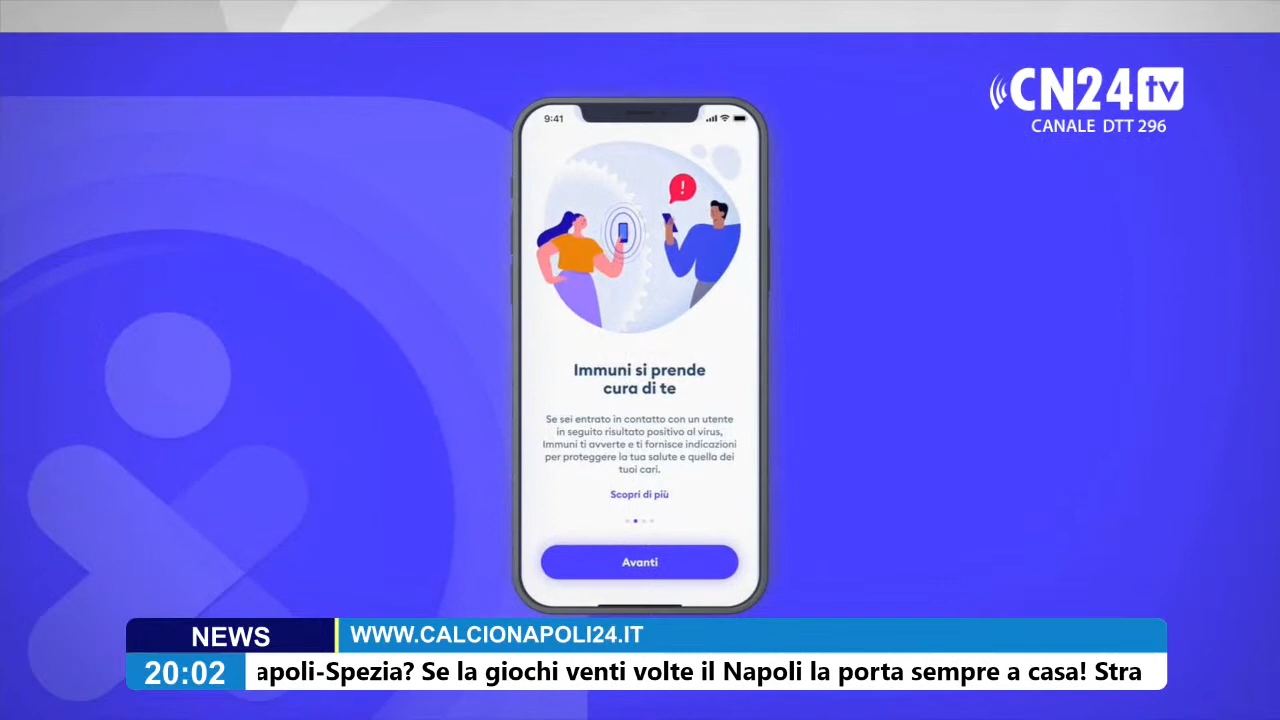 CN24 tv
CANALE DTT 296
9:41
!
Immuni si prende
cura di te
Se sei entrato in contatto con un utente
in seguito risultato positivo al virus,
Immuni ti avverte e ti fornisce indicazioni
per proteggere la tua salute e quella dei
tuoi cari.
Scopri di più
Avanti
NEWS
WWW.CALCIONAPOLI24.IT
20:02
apoli-Spezia? Se la giochi venti volte il Napoli la porta sempre a casa! Stra